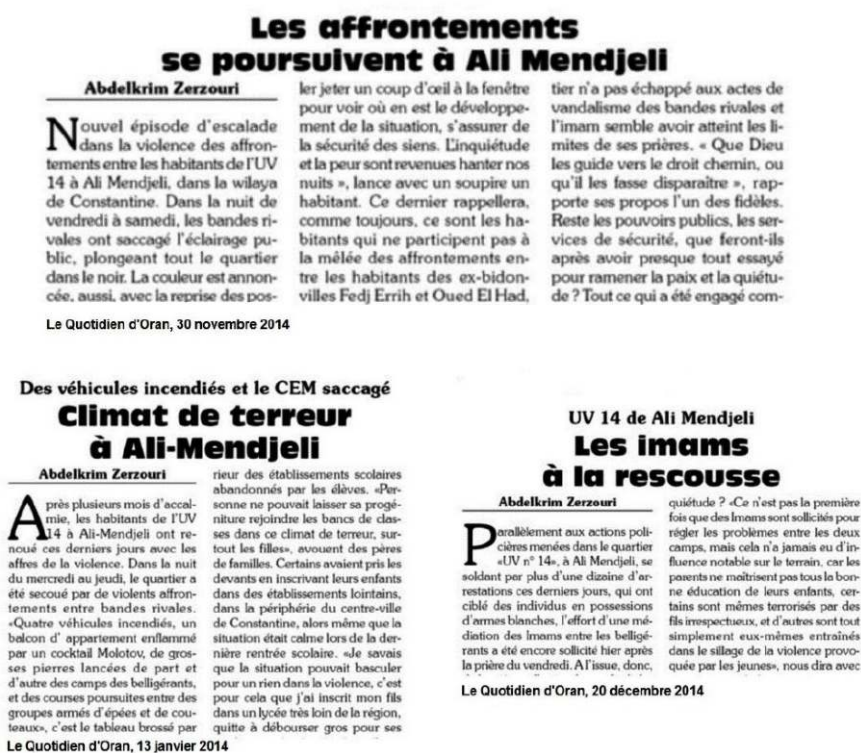 Les affrontements
se poursuivent à Ali Mendjeli
Abdelkrim Zerzouri
Nouvel épisode d'escalade
dans la violence des affron-
tements entre les habitants de l'UV
14 à Ali Mendjeli, dans la wilaya
de Constantine. Dans la nuit de
vendredi à samedi, les bandes ri-
vales ont saccagé l'éclairage pu-
blic, plongeant tout le quartier
dans le noir. La couleur est annon-
cée, aussi, avec la reprise des pos-
ler jeter un coup d'œil à la fenêtre
pour voir où en est le développe-
ment de la situation, s'assurer de
la sécurité des siens. L'inquiétude
et la peur sont revenues hanter nos
nuits », lance avec un soupire un
habitant. Ce dernier rappellera,
comme toujours, ce sont les ha-
bitants qui ne participent pas à
la mêlée des affrontements en-
tre les habitants des ex-bidon-
villes Fedj Errih et Oued El Had,
tier n'a pas échappé aux actes de
vandalisme des bandes rivales et
l'imam semble avoir atteint les li-
mites de ses prières. « Que Dieu
les guide vers le droit chemin, ou
qu'il les fasse disparaître », rap-
porte ses propos l'un des fidèles.
Reste les pouvoirs publics, les ser-
vices de sécurité, que feront-ils
après avoir presque tout essayé
pour ramener la paix et la quiétu-
de ? Tout ce qui a été engagé com-
Le Quotidien d'Oran, 30 novembre 2014
Des véhicules incendiés et le CEM saccagé
Climat de terreur
à Ali-Mendjeli
Abdelkrim Zerzouri
Après plusieurs mois d'accal-
mie, les habitants de l'UV
14 à Ali-Mendjeli ont re-
noué ces derniers jours avec les
affres de la violence. Dans la nuit
du mercredi au jeudi, le quartier a
été secoué par de violents affron-
tements entre bandes rivales.
«Quatre véhicules incendiés, un
balcon d' appartement enflammé
par un cocktail Molotov, de gros-
ses pierres lancées de part et
d'autre des camps des belligérants,
et des courses poursuites entre des
groupes armés d'épées et de cou-
teaux», c'est le tableau brossé par
rieur des établissements scolaires
abandonnés par les élèves. «Per-
sonne ne pouvait laisser sa progé-
niture rejoindre les bancs de clas-
ses dans ce climat de terreur, sur-
tout les filles», avouent des pères
de familles. Certains avaient pris les
devants en inscrivant leurs enfants
dans des établissements lointains,
dans la périphérie du centre-ville
de Constantine, alors même que la
situation était calme lors de la der-
nière rentrée scolaire. «Je savais
que la situation pouvait basculer
pour un rien dans la violence, c'est
pour cela que j'ai inscrit mon fils
dans un lycée très loin de la région,
quitte à débourser gros pour ses
Le Quotidien d'Oran, 13 janvier 2014
UV 14 de Ali Mendjeli
Les imams
à la rescousse
Abdelkrim Zerzouri
Parallèlement aux actions poli-
cières menées dans le quartier
«UV n° 14», à Ali Mendjeli, se
soldant par plus d'une dizaine d'ar-
restations ces derniers jours, qui ont
ciblé des individus en possessions
d'armes blanches, l'effort d'une mé-
diation des Imams entre les belligé-
rants a été encore sollicité hier après
la prière du vendredi. A l'issue, donc,
quiétude ? «Ce n'est pas la première
fois que des Imams sont sollicités pour
régler les problèmes entre les deux
camps, mais cela n'a jamais eu d'in-
fluence notable sur le terrain, car les
parents ne maîtrisent pas tous la bon-
ne éducation de leurs enfants, cer-
tains sont mêmes terrorisés par des
fils irrespectueux, et d'autres sont tout
simplement eux-mêmes entraînés
dans le sillage de la violence provo-
quée par les jeunes», nous dira avec
Le Quotidien d'Oran, 20 décembre 2014